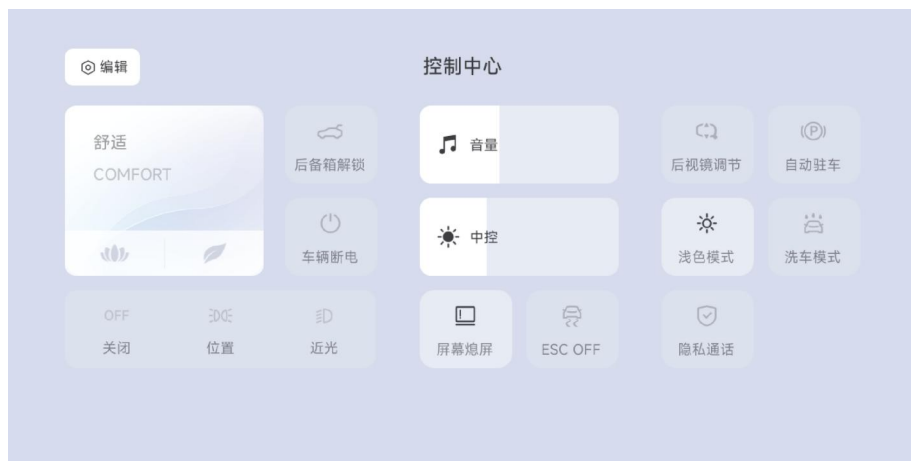 编辑
控制中心
舒适
COMFORT
后备箱解锁
车辆断电
OFF
关闭
位置
近光
音量
中控
屏幕熄屏
ESC OFF
后视镜调节
自动驻车
浅色模式
洗车模式
隐私通话